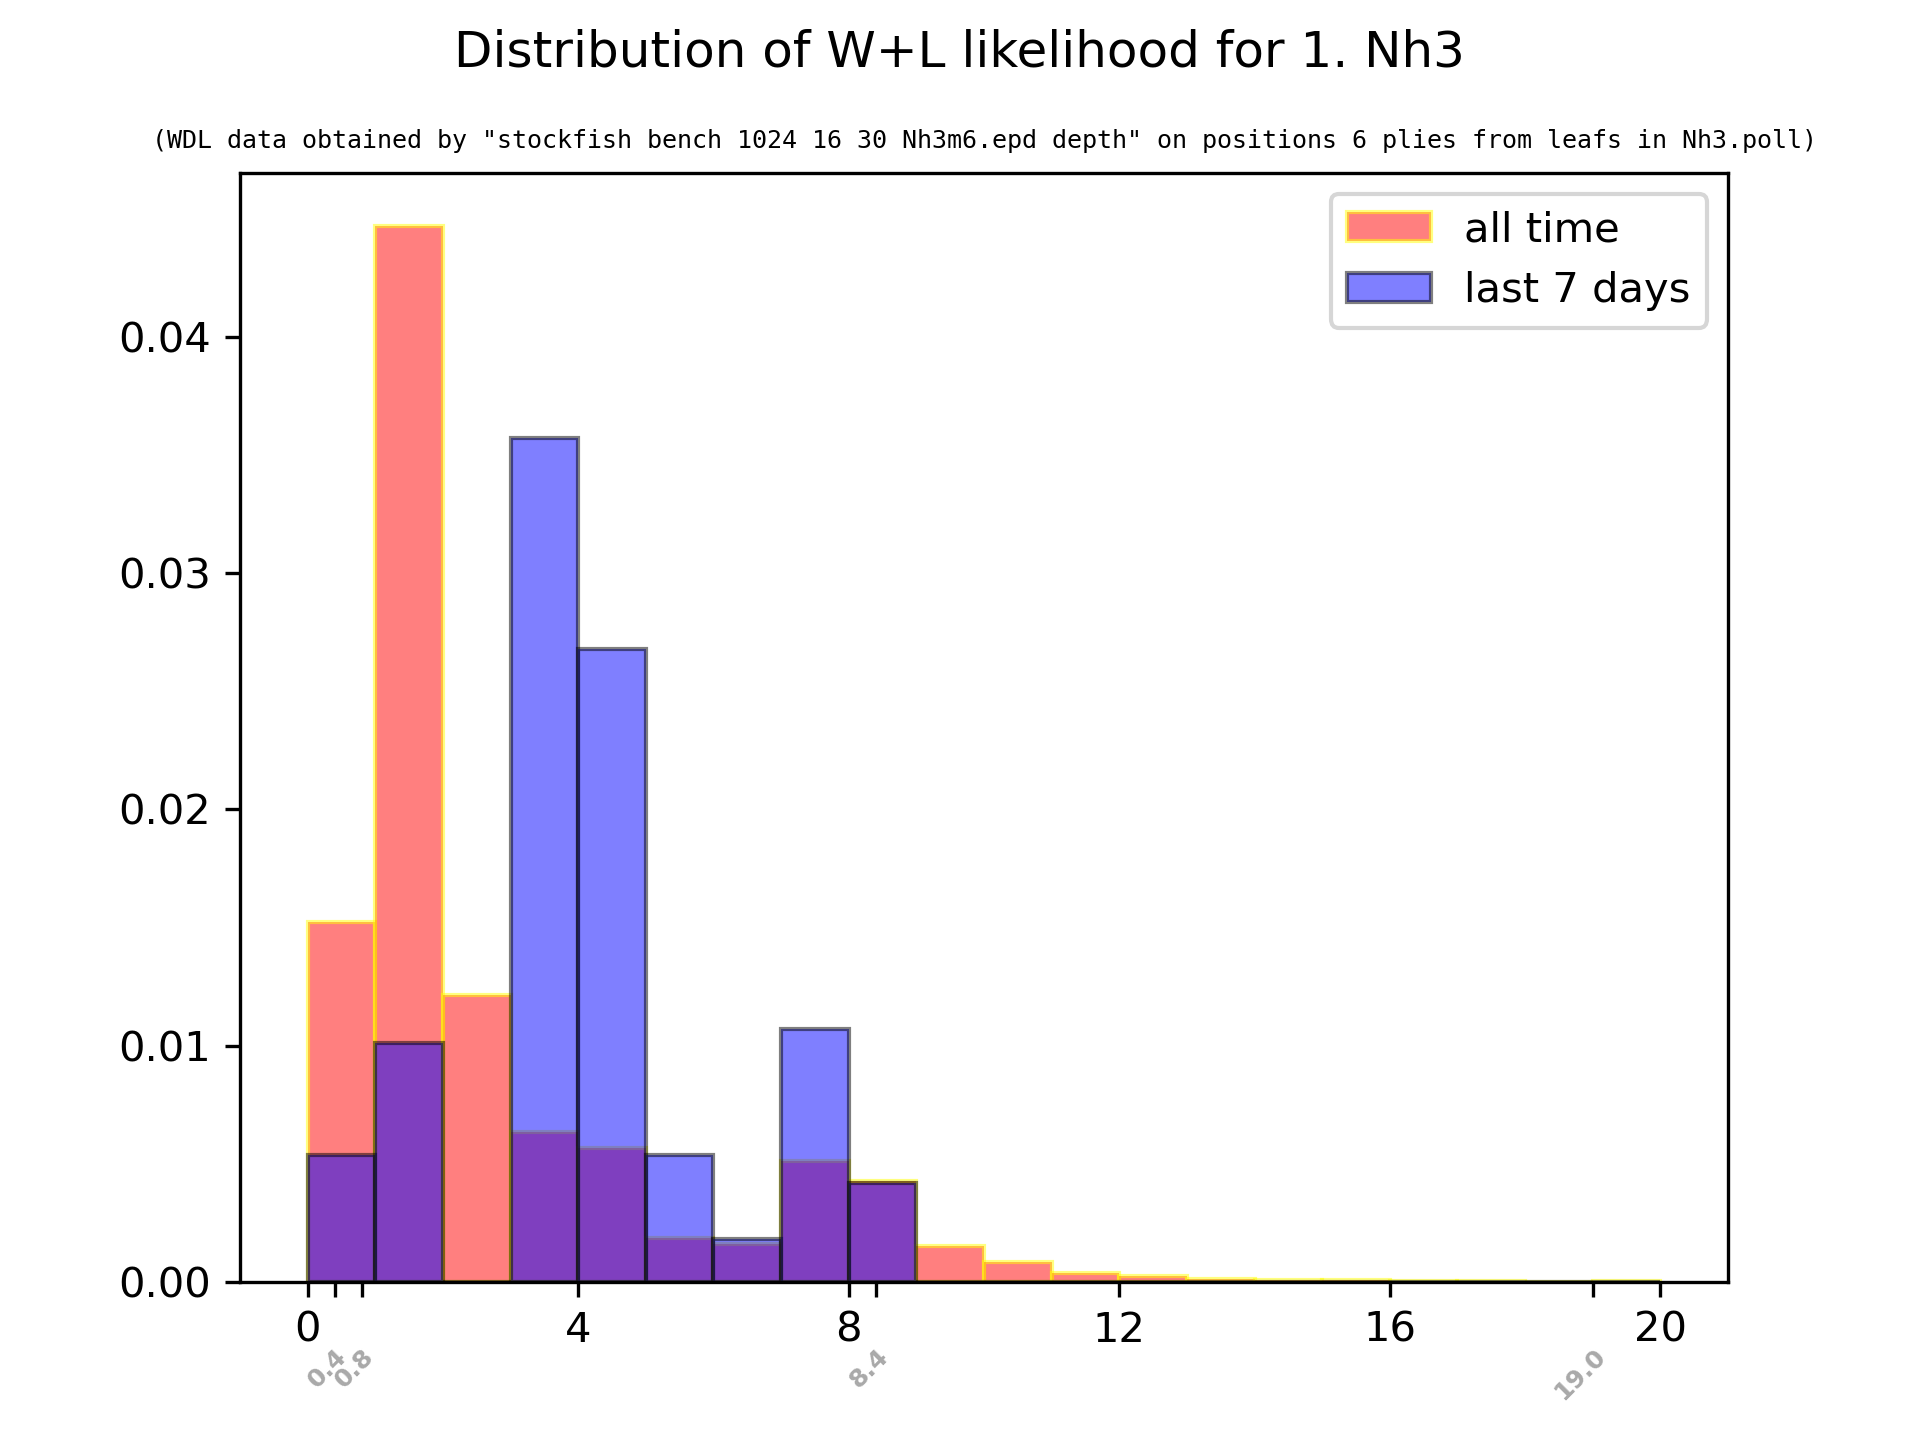 Distribution of W+L likelihood for 1. Nh3
(WDL data obtained by "stockfish bench 1024 16 30 Nh3m6.epd depth" on positions 6 plies from leafs in Nh3.poll)
all time
last 7 days
0.04
0.03
0.02
0.01
0.00
0 4 8 12 16 20
0.4 0.8 8.4 19.0